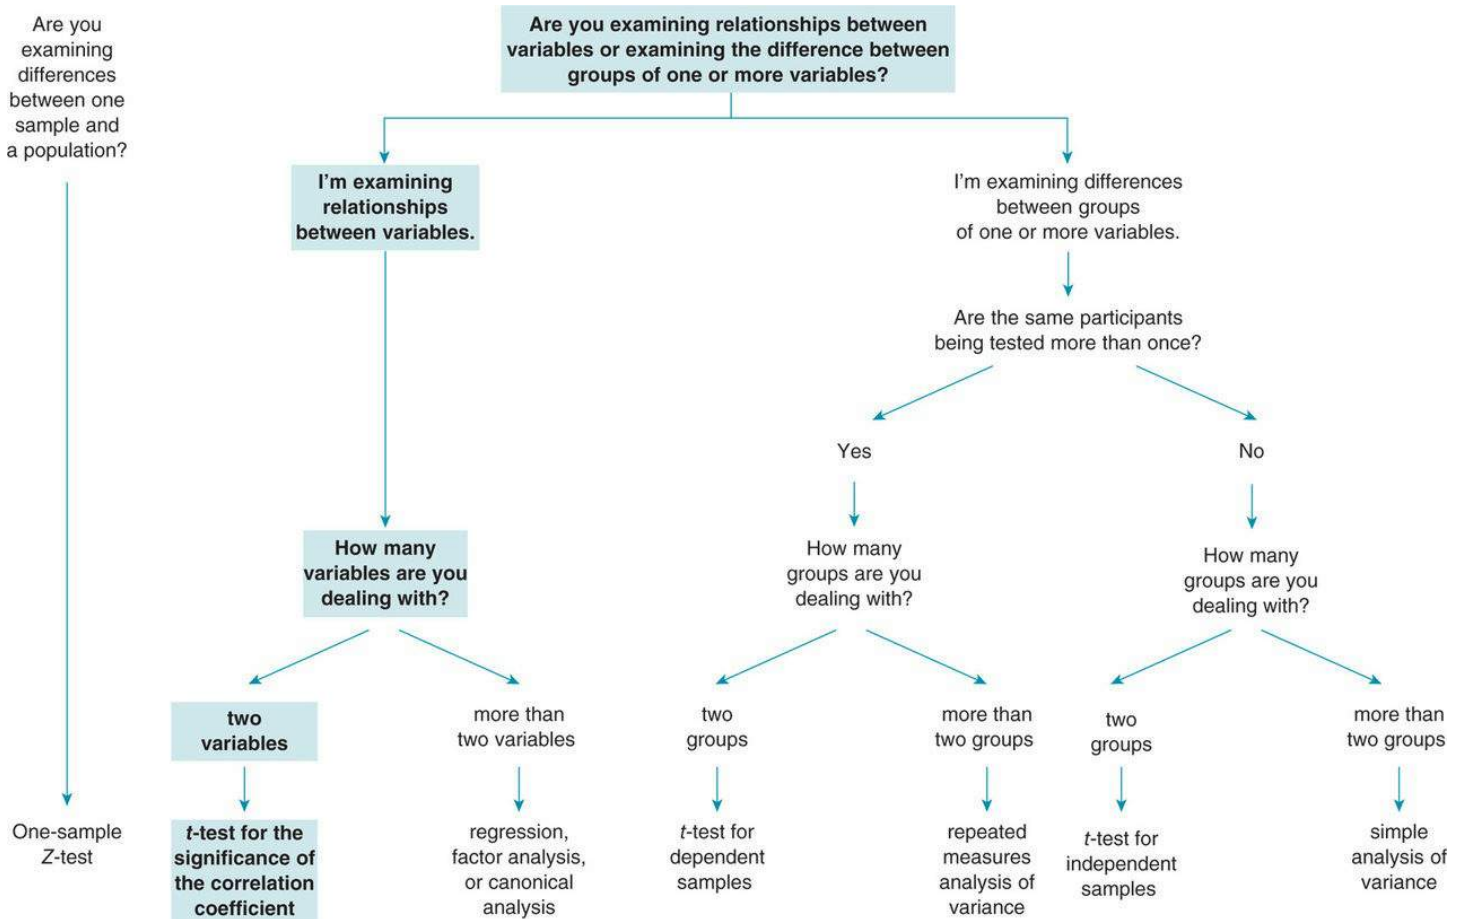 Are you
examining
differences
between one
sample and
a population?
One-sample
Z-test
Are you examining relationships between
variables or examining the difference between
groups of one or more variables?
I'm examining
relationships
between variables.
How many
variables are you
dealing with?
two
variables
t-test for the
significance of
the correlation
coefficient
more than
two variables
regression,
factor analysis,
or canonical
analysis
I'm examining differences
between groups
of one or more variables.
Are the same participants
being tested more than once?
Yes
How many
groups are you
dealing with?
two
groups
t-test for
dependent
samples
more than
two groups
repeated
measures
analysis of
variance
No
How many
groups are you
dealing with?
two
groups
t-test for
independent
samples
more than
two groups
simple
analysis of
variance